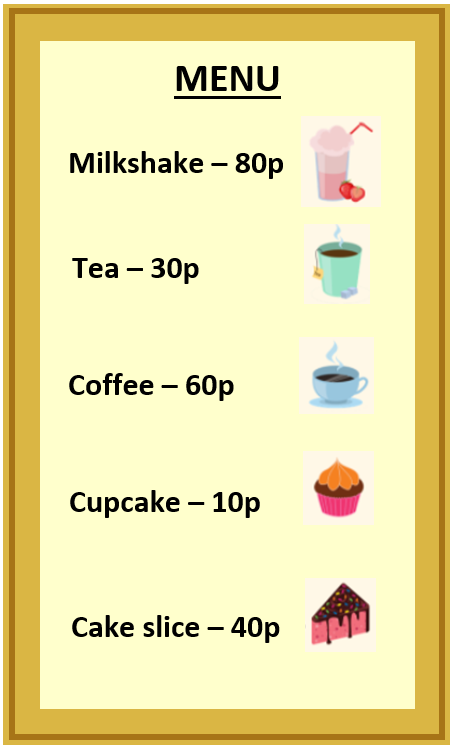 MENU
Milkshake – 80p
Tea – 30p
Coffee – 60p
Cupcake – 10p
Cake slice – 40p